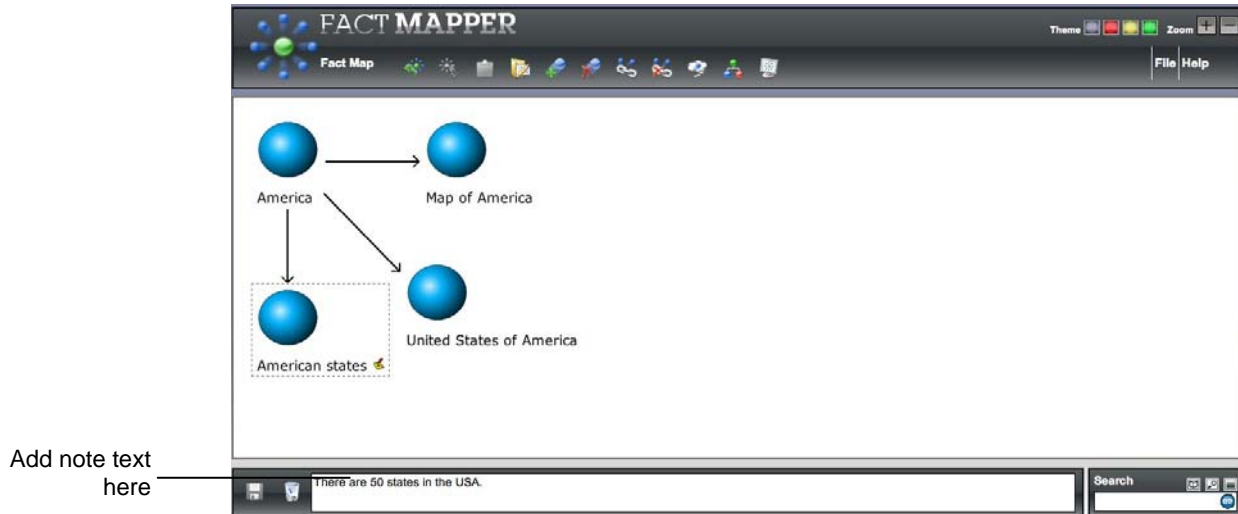 FACT MAPPER
Theme
Zoom
Fact Map
File Help
America
Map of America
American states
United States of America
Add note text
here
There are 50 states in the USA.
Search